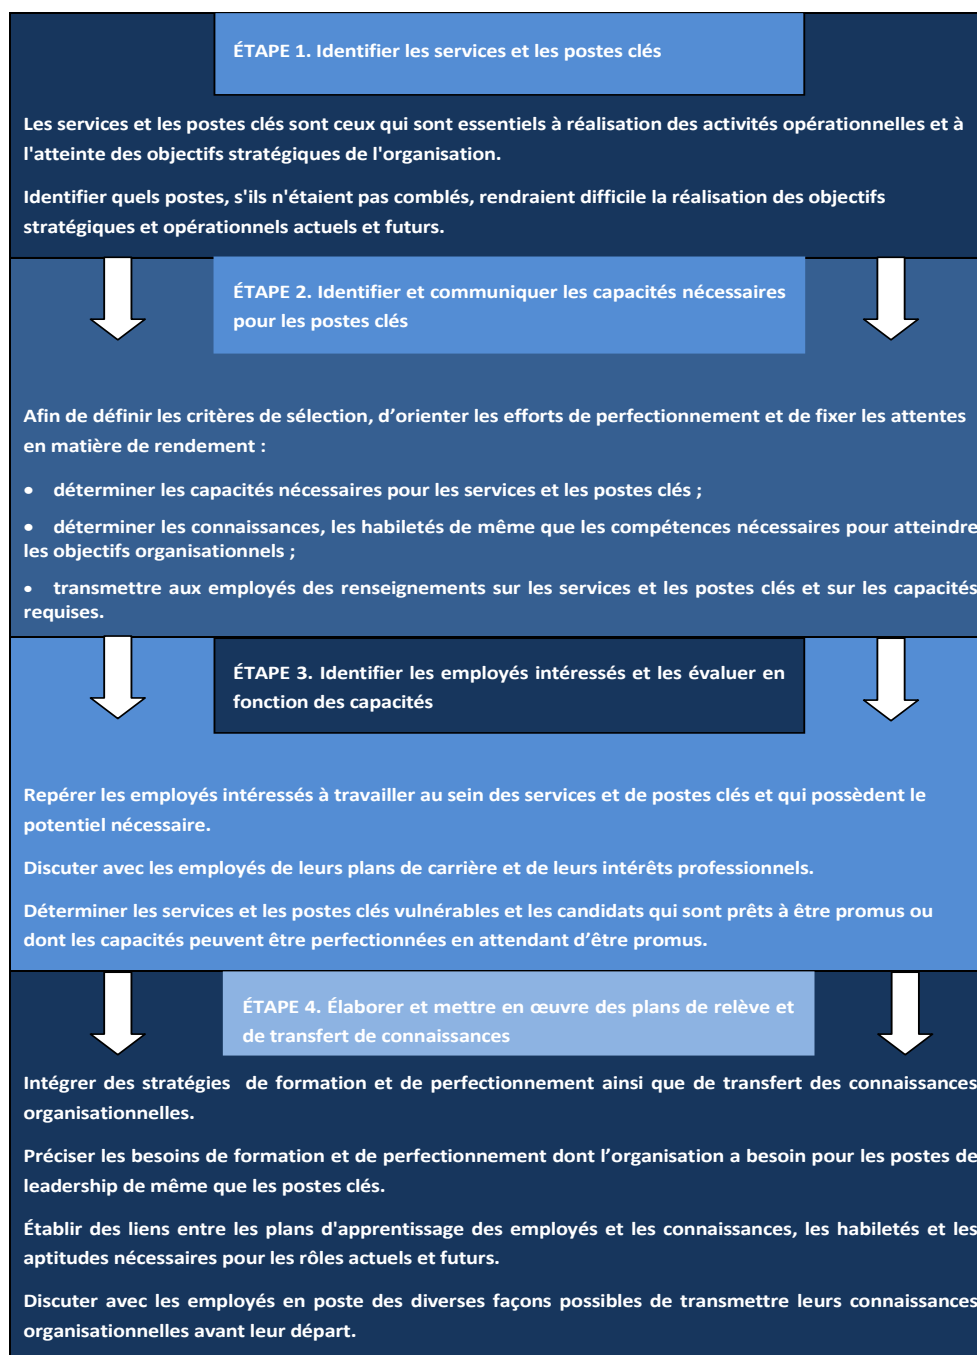 ÉTAPE 1. Identifier les services et les postes clés
Les services et les postes clés sont ceux qui sont essentiels à réalisation des activités opérationnelles et à
l'atteinte des objectifs stratégiques de l'organisation.
Identifier quels postes, s'ils n'étaient pas comblés, rendraient difficile la réalisation des objectifs
stratégiques et opérationnels actuels et futurs.
ÉTAPE 2. Identifier et communiquer les capacités nécessaires
pour les postes clés
Afin de définir les critères de sélection, d’orienter les efforts de perfectionnement et de fixer les attentes
en matière de rendement :
• déterminer les capacités nécessaires pour les services et les postes clés ;
• déterminer les connaissances, les habiletés de même que les compétences nécessaires pour atteindre
les objectifs organisationnels ;
• transmettre aux employés des renseignements sur les services et les postes clés et sur les capacités
requises.
ÉTAPE 3. Identifier les employés intéressés et les évaluer en
fonction des capacités
Repérer les employés intéressés à travailler au sein des services et de postes clés et qui possèdent le
potentiel nécessaire.
Discuter avec les employés de leurs plans de carrière et de leurs intérêts professionnels.
Déterminer les services et les postes clés vulnérables et les candidats qui sont prêts à être promus ou
dont les capacités peuvent être perfectionnées en attendant d’être promus.
ÉTAPE 4. Élaborer et mettre en œuvre des plans de relève et
de transfert de connaissances
Intégrer des stratégies de formation et de perfectionnement ainsi que de transfert des connaissances
organisationnelles.
Préciser les besoins de formation et de perfectionnement dont l’organisation a besoin pour les postes de
leadership de même que les postes clés.
Établir des liens entre les plans d'apprentissage des employés et les connaissances, les habiletés et les
aptitudes nécessaires pour les rôles actuels et futurs.
Discuter avec les employés en poste des diverses façons possibles de transmettre leurs connaissances
organisationnelles avant leur départ.